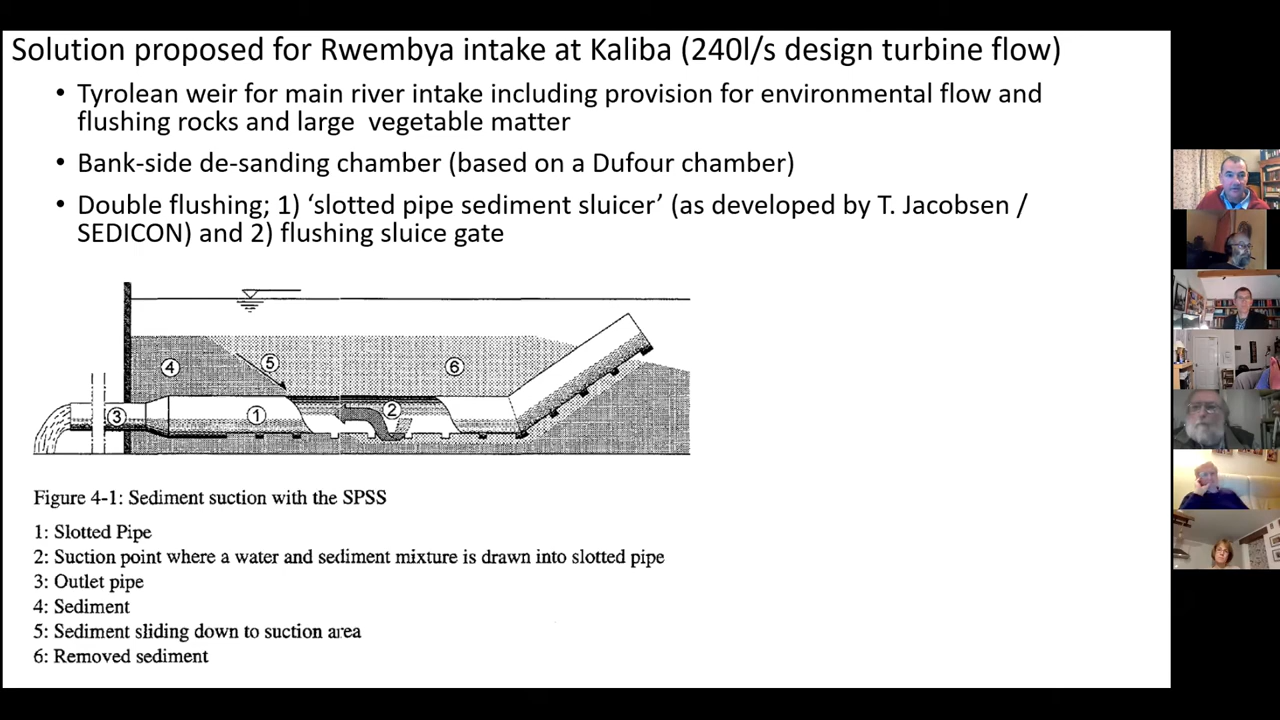 Solution proposed for Rwembya intake at Kaliba (240l/s design turbine flow)
• Tyrolean weir for main river intake including provision for environmental flow and
flushing rocks and large vegetable matter
• Bank-side de-sanding chamber (based on a Dufour chamber)
• Double flushing; 1) ‘slotted pipe sediment sluicer’ (as developed by T. Jacobsen /
SEDICON) and 2) flushing sluice gate
4
5
6
3
1
2
Figure 4-1: Sediment suction with the SPSS
1: Slotted Pipe
2: Suction point where a water and sediment mixture is drawn into slotted pipe
3: Outlet pipe
4: Sediment
5: Sediment sliding down to suction area
6: Removed sediment